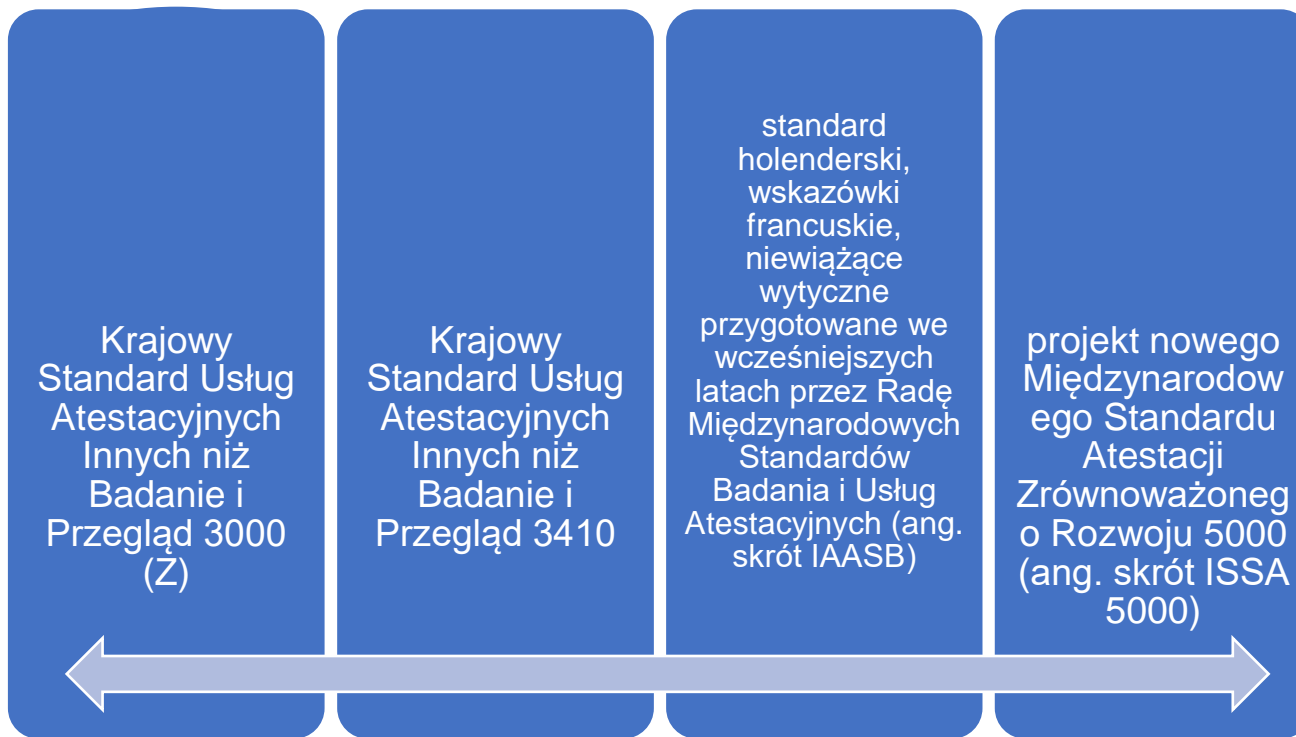 Krajowy
Standard Usług
Atestacyjnych
Innych niż
Badanie i
Przegląd 3000
(Z)
Krajowy
Standard Usług
Atestacyjnych
Innych niż
Badanie i
Przegląd 3410
standard
holenderski,
wskazówki
francuskie,
niewiążące
wytyczne
przygotowane we
wcześniejszych
latach przez Radę
Międzynarodowych
Standardów
Badania i Usług
Atestacyjnych (ang.
skrót IAASB)
projekt nowego
Międzynarodow
ego Standardu
Atestacji
Zrównoważoneg
o Rozwoju 5000
(ang. skrót ISSA
5000)